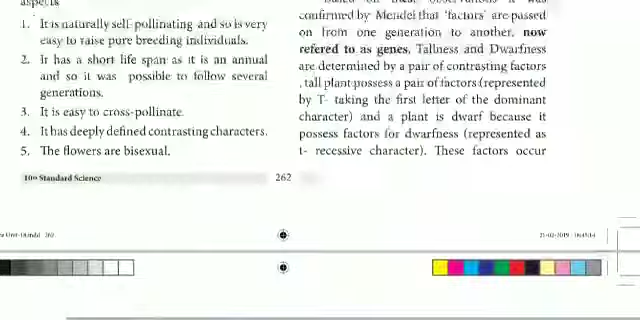 aspects
1. It is naturally self-pollinating and so is very
easy to raise pure breeding individuals.
2. It has a short life span as it is an annual
and so it was possible to follow several
generations.
3. It is easy to cross-pollinate.
4. It has deeply defined contrasting characters.
5. The flowers are bisexual.
it was
confirmed by Mendel that 'factors' are passed
on from one generation to another, now
refered to as genes. Tallness and Dwarfness
are determined by a pair of contrasting factors
, tall plant possess a pair of factors (represented
by T- taking the first letter of the dominant
character) and a plant is dwarf because it
possess factors for dwarfness (represented as
t- recessive character). These factors occur
10th Standard Science
262